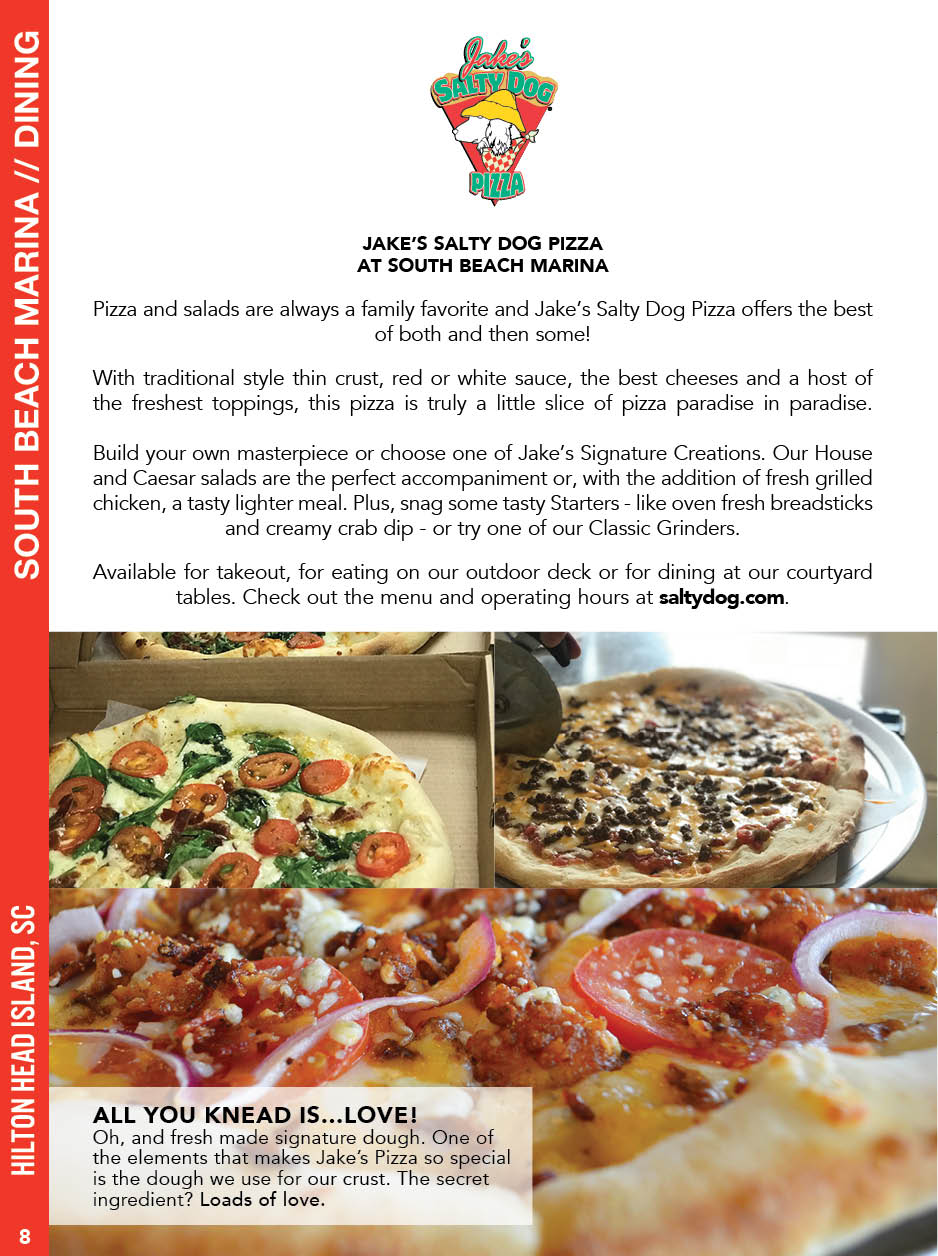 SOUTH BEACH MARINA // DINING
Jake's
SALTY DOG
PIZZA
JAKE'S SALTY DOG PIZZA
AT SOUTH BEACH MARINA
Pizza and salads are always a family favorite and Jake's Salty Dog Pizza offers the best
of both and then some!
With traditional style thin crust, red or white sauce, the best cheeses and a host of
the freshest toppings, this pizza is truly a little slice of pizza paradise in paradise.
Build your own masterpiece or choose one of Jake's Signature Creations. Our House
and Caesar salads are the perfect accompaniment or, with the addition of fresh grilled
chicken, a tasty lighter meal. Plus, snag some tasty Starters - like oven fresh breadsticks
and creamy crab dip - or try one of our Classic Grinders.
Available for takeout, for eating on our outdoor deck or for dining at our courtyard
tables. Check out the menu and operating hours at saltydog.com.
HILTON HEAD ISLAND, SC
ALL YOU KNEAD IS...LOVE!
Oh, and fresh made signature dough. One of
the elements that makes Jake's Pizza so special
is the dough we use for our crust. The secret
ingredient? Loads of love.
8